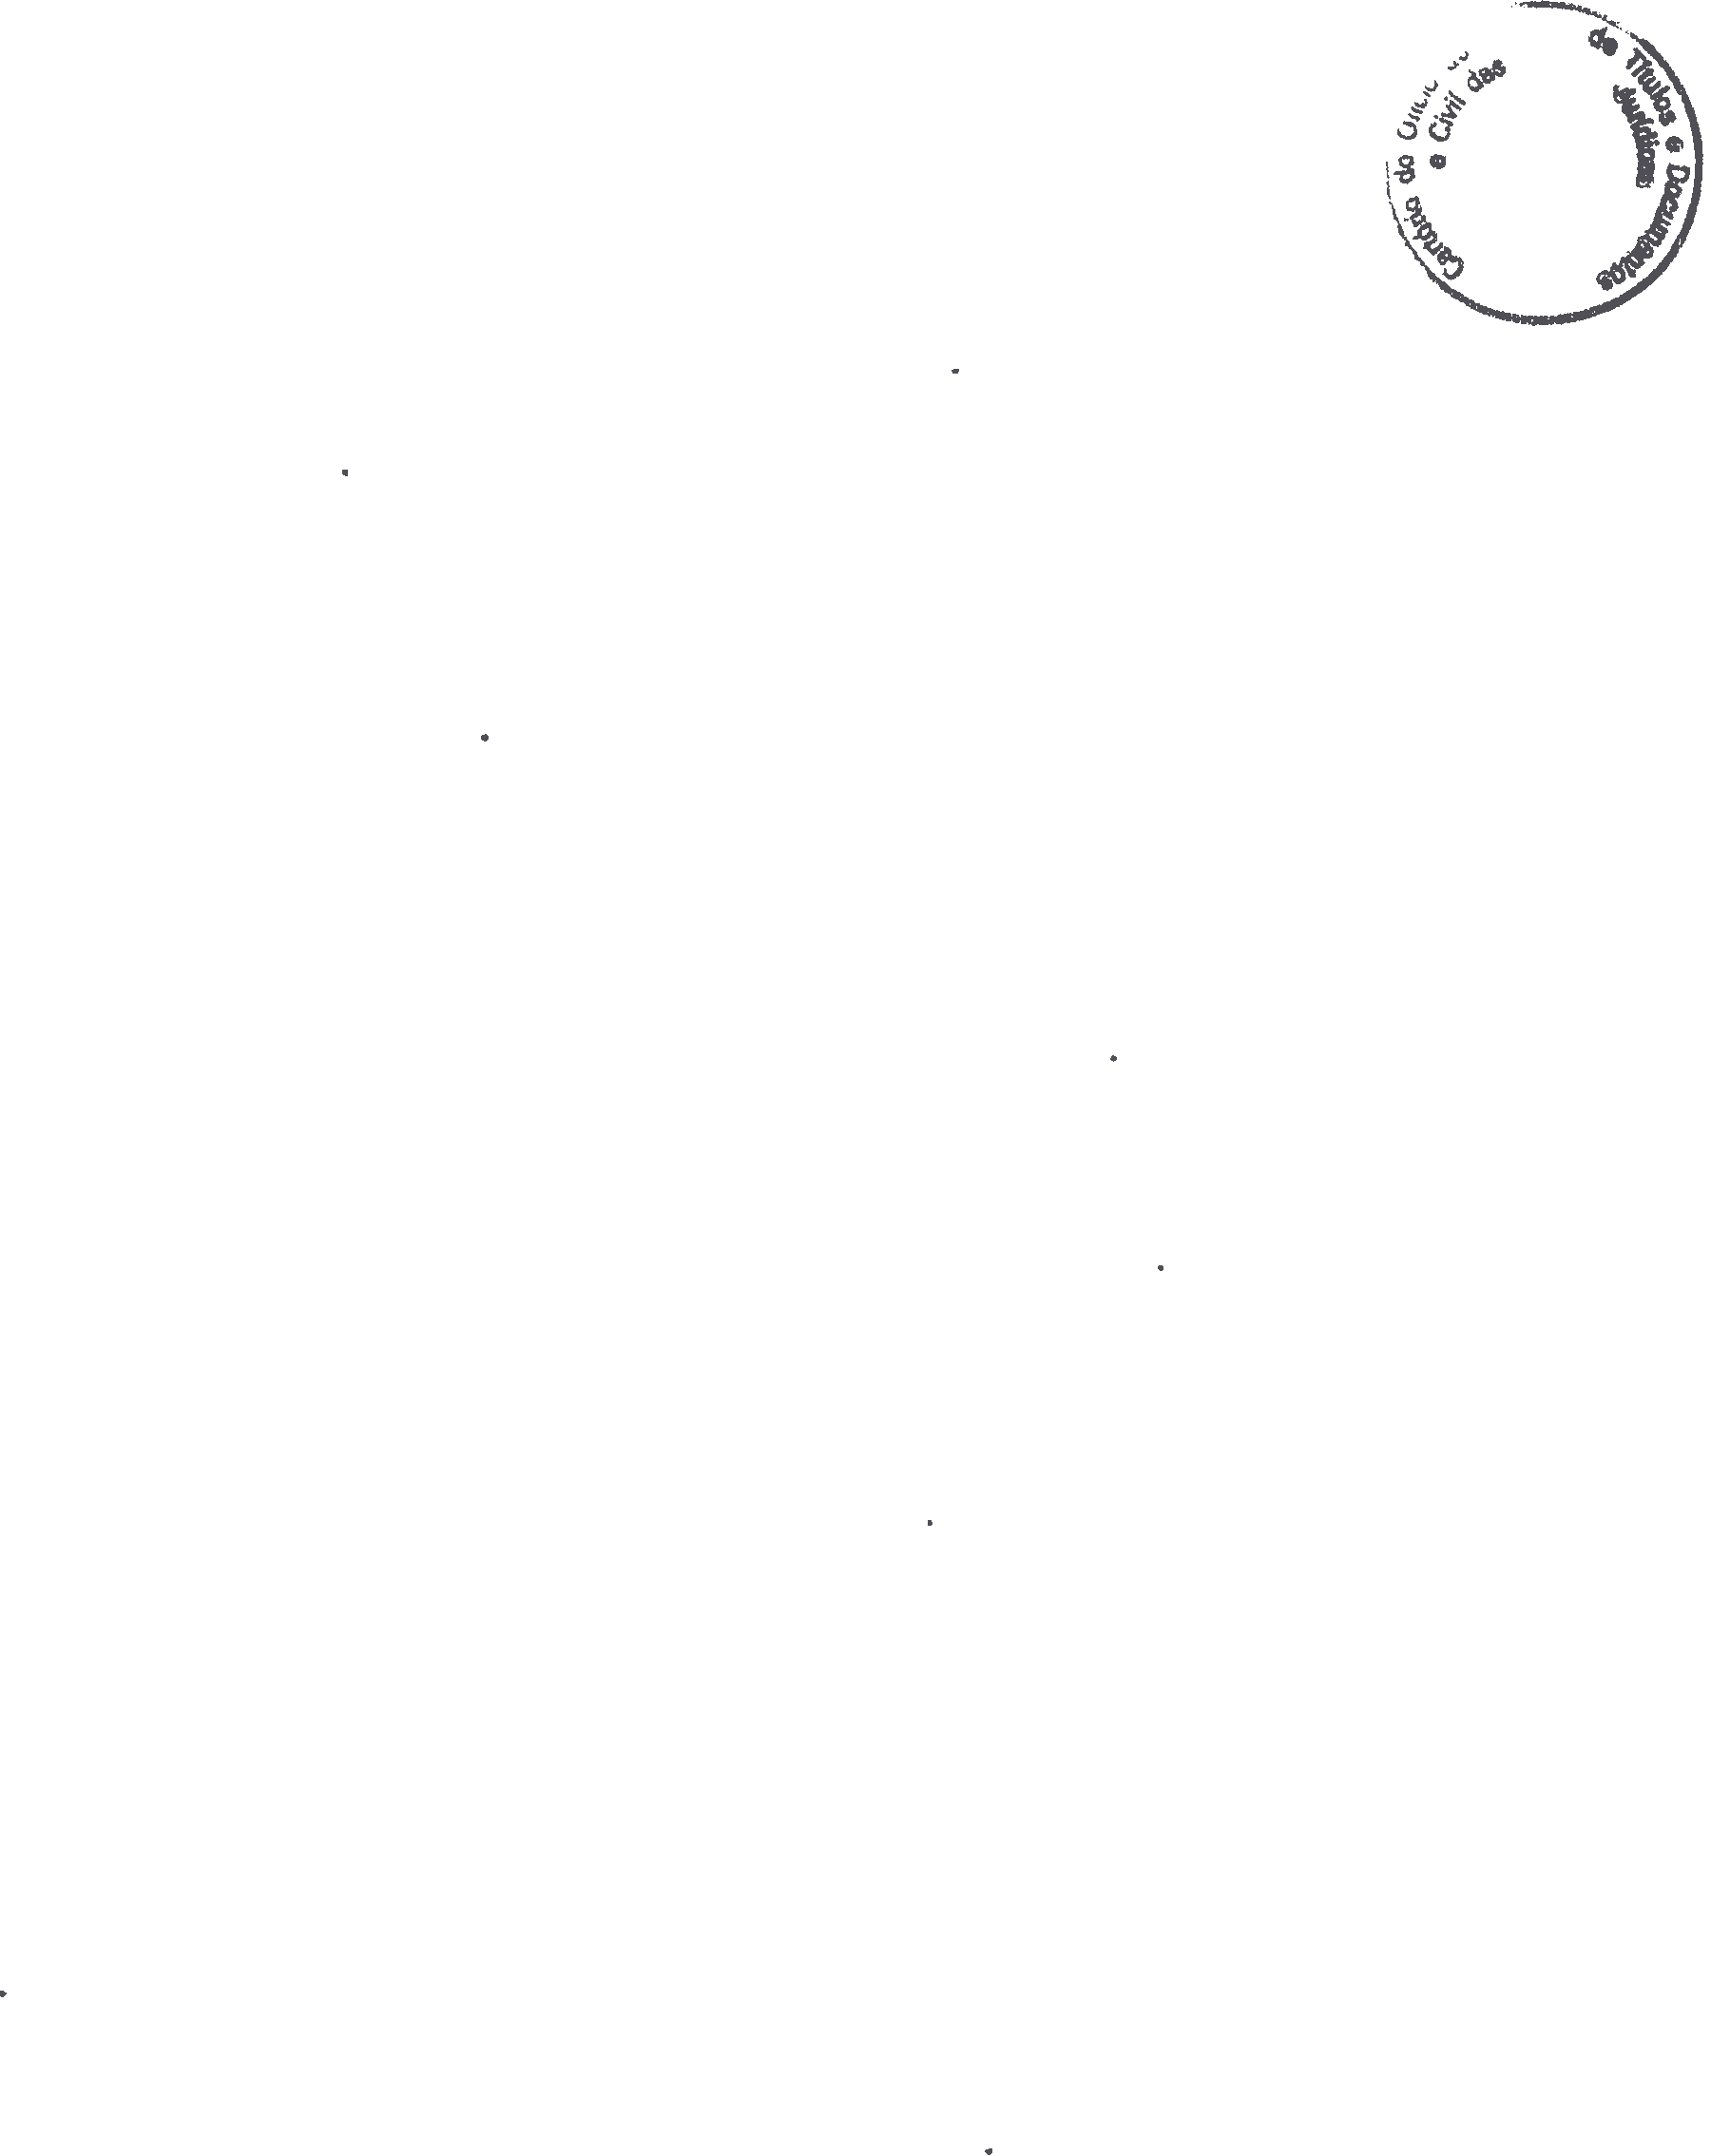 Cartório do
de Títulos e Documentos
e Civil das
Jurídicas